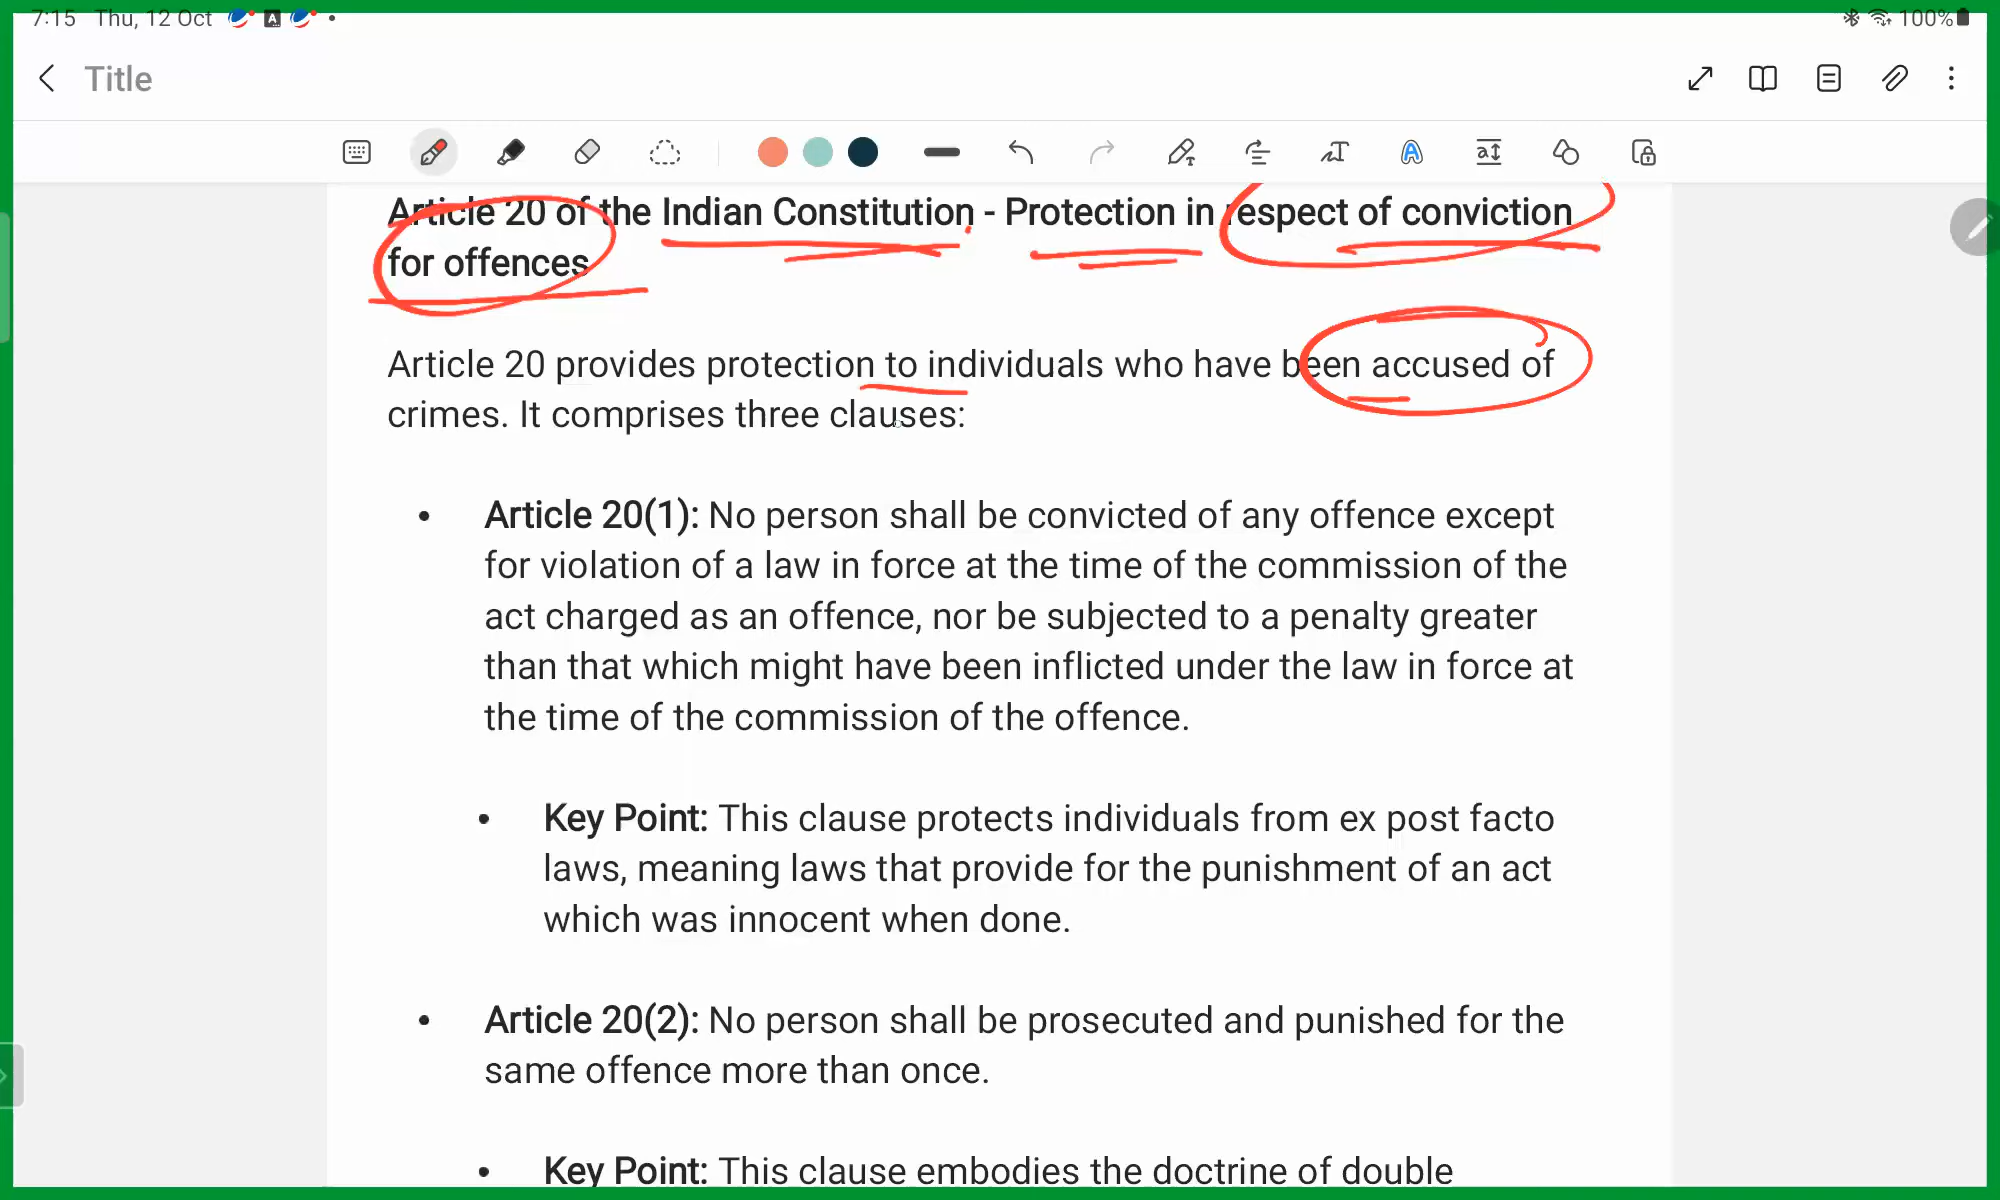 7:15 Thu, 12 Oct 100%
Title
Article 20 of the Indian Constitution - Protection in respect of conviction
for offences
Article 20 provides protection to individuals who have been accused of
crimes. It comprises three clauses:
• Article 20(1): No person shall be convicted of any offence except
for violation of a law in force at the time of the commission of the
act charged as an offence, nor be subjected to a penalty greater
than that which might have been inflicted under the law in force at
the time of the commission of the offence.
• Key Point: This clause protects individuals from ex post facto
laws, meaning laws that provide for the punishment of an act
which was innocent when done.
• Article 20(2): No person shall be prosecuted and punished for the
same offence more than once.
• Key Point: This clause embodies the doctrine of double